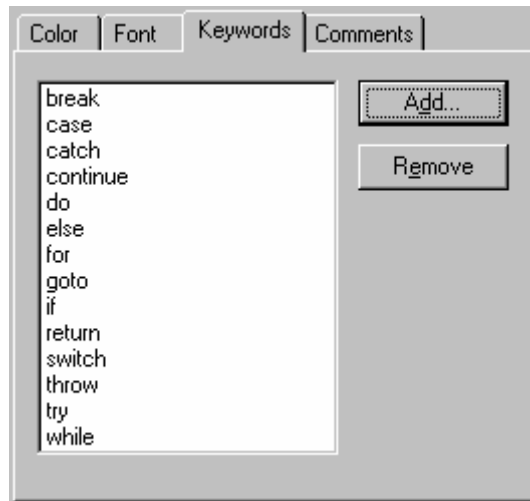 Color Font Keywords Comments
break
case
catch
continue
do
else
for
goto
if
return
switch
throw
try
while
Add...
Remove